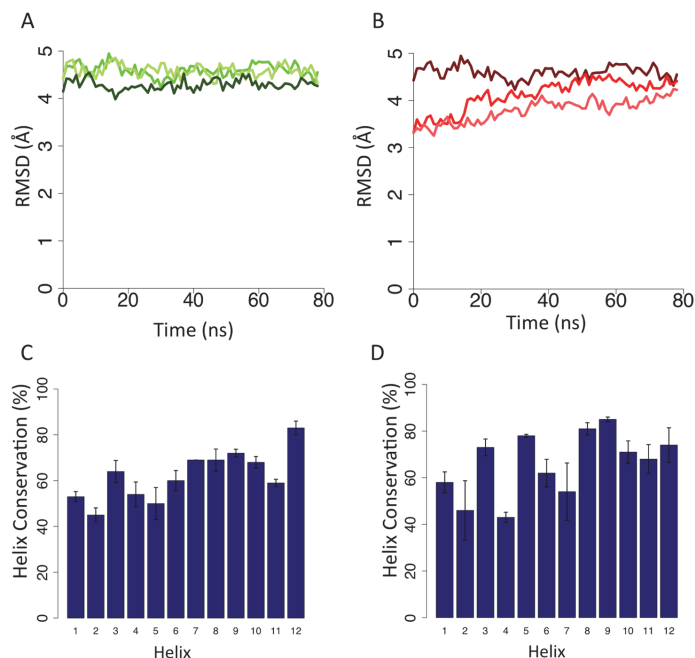 A
B
RMSD (Å)
0 1 2 3 4 5
0 20 40 60 80
Time (ns)
RMSD (Å)
0 1 2 3 4 5
0 20 40 60 80
Time (ns)
C
D
Helix Conservation (%)
0 20 40 60 80 100
1 2 3 4 5 6 7 8 9 10 11 12
Helix
Helix Conservation (%)
0 20 40 60 80 100
1 2 3 4 5 6 7 8 9 10 11 12
Helix